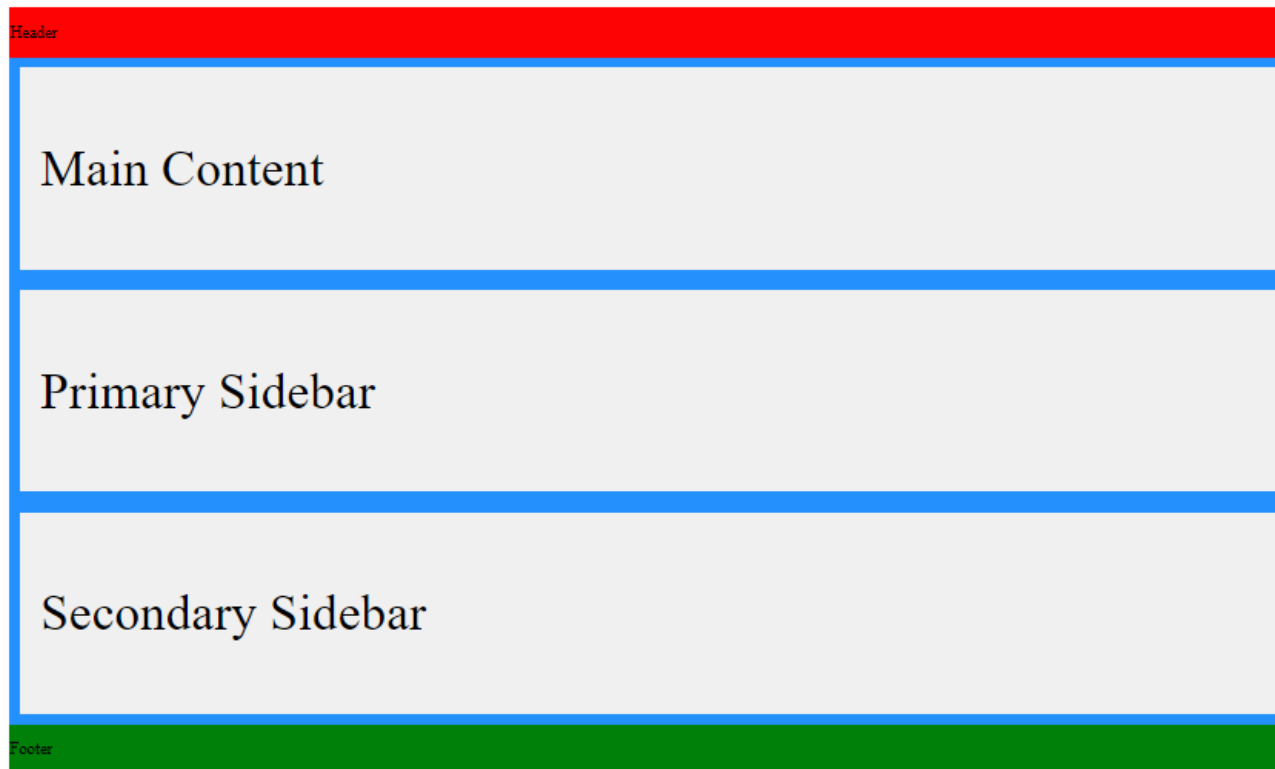 Header
Main Content
Primary Sidebar
Secondary Sidebar
Footer